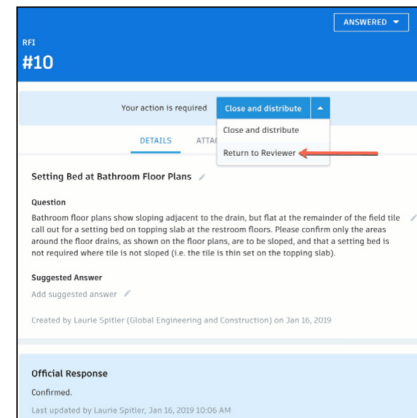 ANSWERED
RFI
#10
Your action is required Close and distribute
Close and distribute
DETAILS ATTA
Return to Reviewer
Setting Bed at Bathroom Floor Plans
Question
Bathroom floor plans show sloping adjacent to the drain, but flat at the remainder of the field tile
call out for a setting bed on topping slab at the restroom floors. Please confirm only the areas
around the floor drains, as shown on the floor plans, are to be sloped, and that a setting bed is
not required where tile is not sloped (i.e. the tile is thin set on the topping slab).
Suggested Answer
Add suggested answer
Created by Laurie Spitler (Global Engineering and Construction) on Jan 16, 2019
Official Response
Confirmed.
Last updated by Laurie Spitler, Jan 16, 2019 10:06 AM